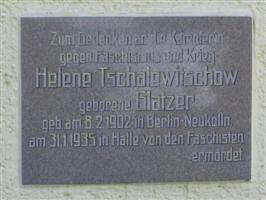 Zum Gedenken an die Kämpferin
gegen Faschismus und Krieg
Helene Tschalewitschow
geborene Glatzer
geb am 8.2.1902 in Berlin-Neukölln
am 31.1.1935 in Halle von den Faschisten
ermordet